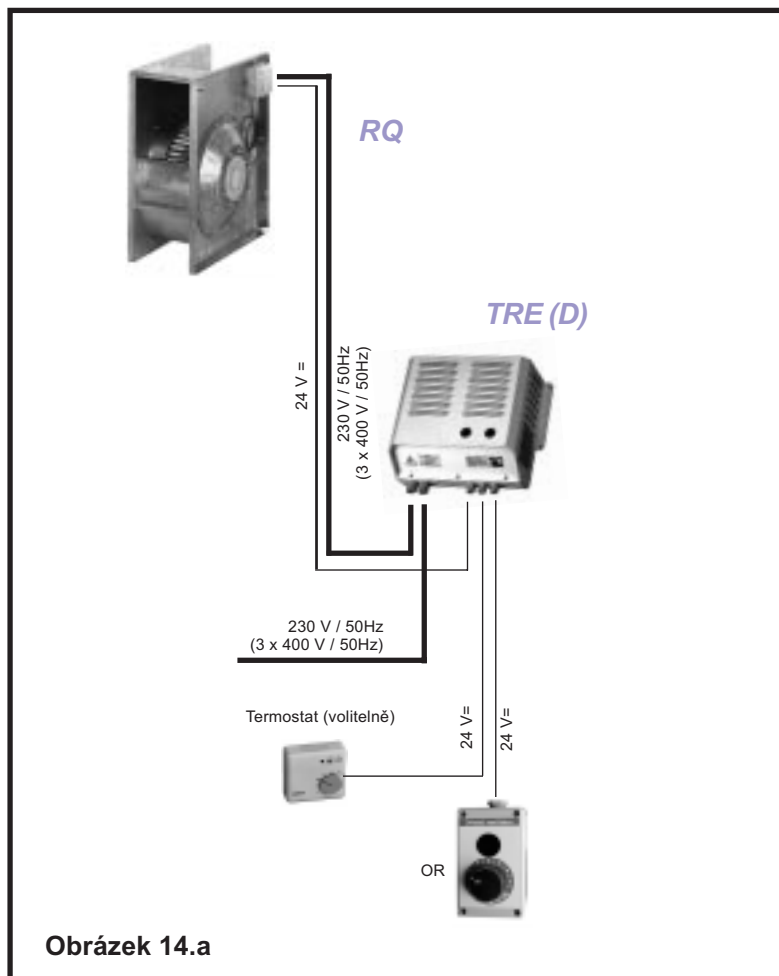 RQ
TRE (D)
24 V =
230 V / 50Hz
(3 x 400 V / 50Hz)
230 V / 50Hz
(3 x 400 V / 50Hz)
Termostat (volitelně)
24 V=
24 V=
OR
Obrázek 14.a